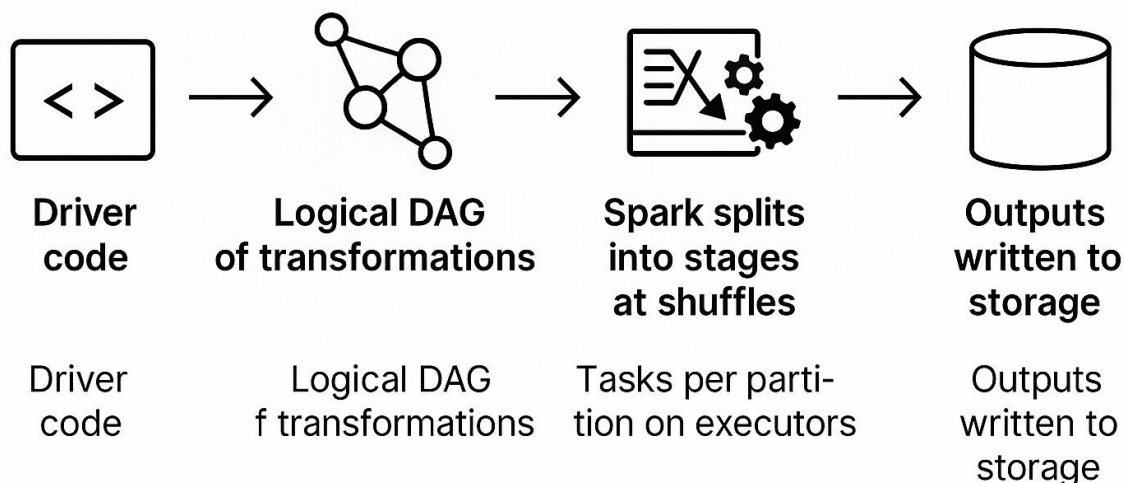 < >
Driver
code
Logical DAG
of transformations
Spark splits
into stages
at shuffles
Outputs
written to
storage
Driver
code
Logical DAG
f transformations
Tasks per parti-
tion on executors
Outputs
written to
storage